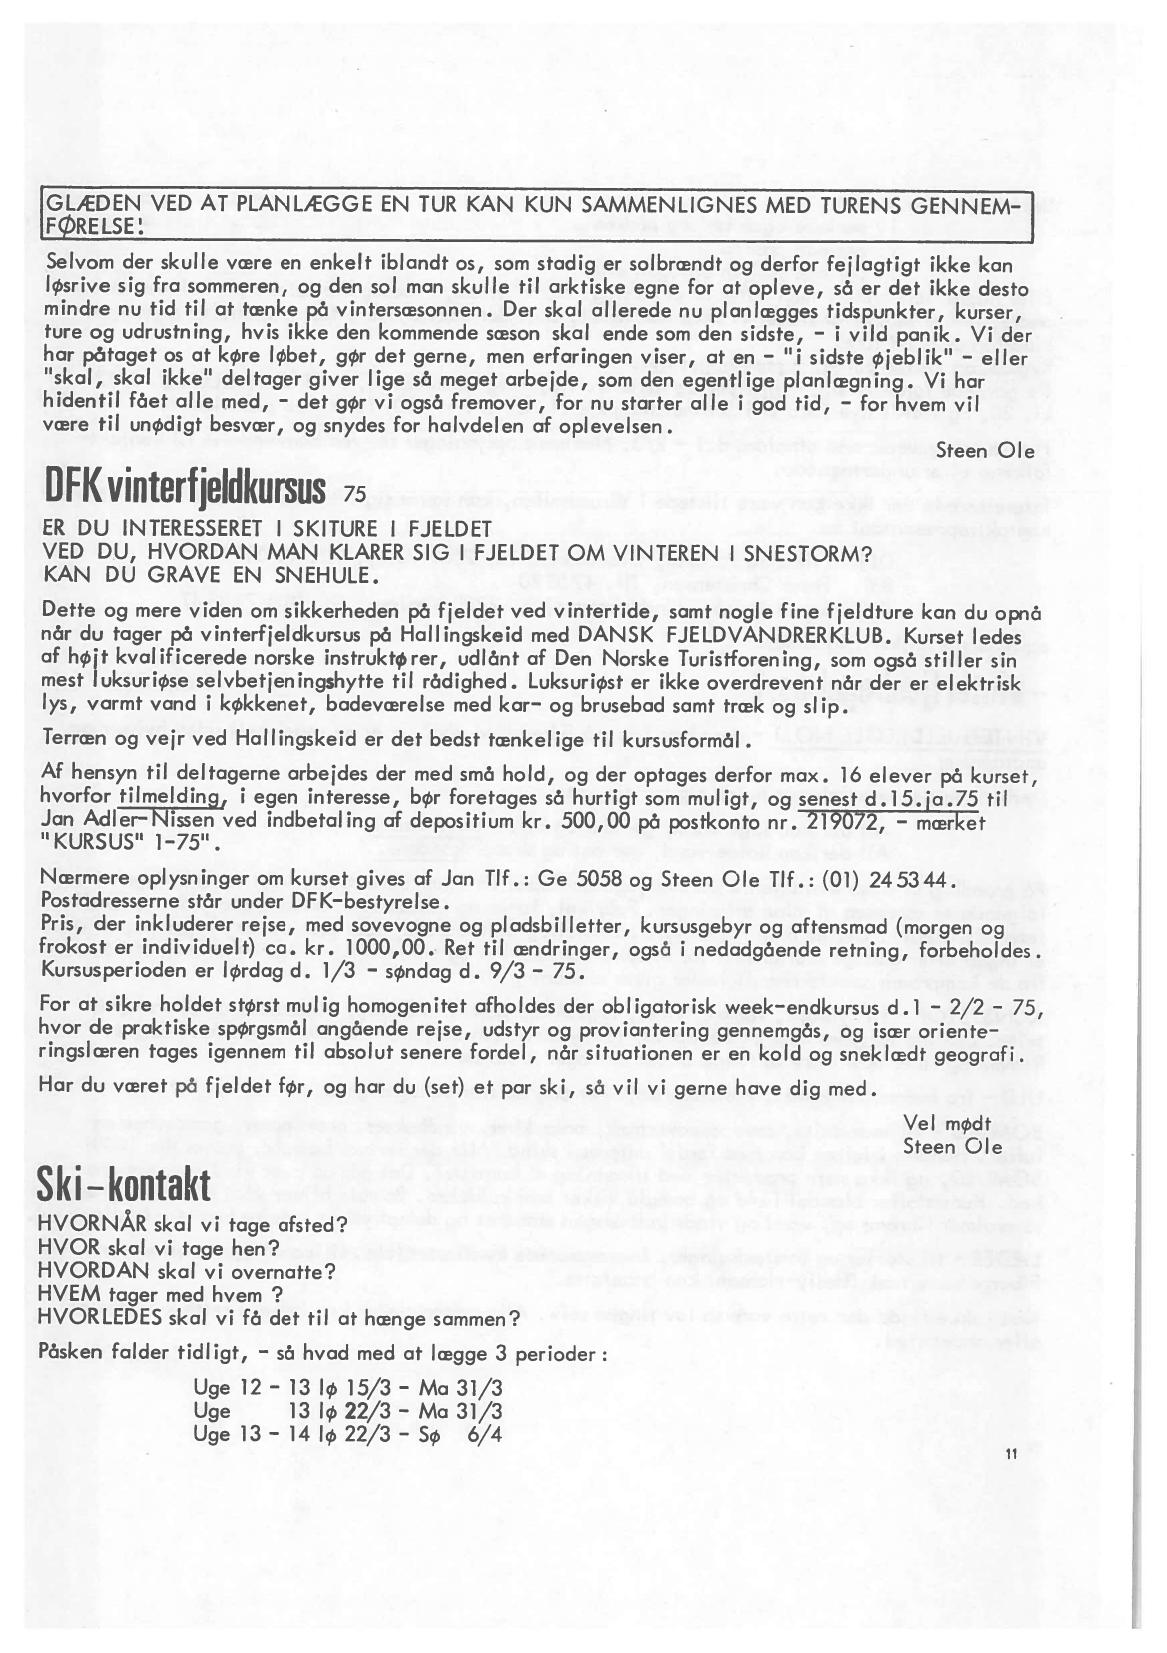 GLÆDEN VED AT PLANLÆGGE EN TUR KAN KUN SAMMENLIGNES MED TURENS GENNEM-
FØRELSE!
Selvom der skulle være en enkelt iblandt os, som stadig er solbrændt og derfor fejlagtigt ikke kan
løsrive sig fra sommeren, og den sol man skulle til arktiske egne for at opleve, så er det ikke desto
mindre nu tid til at tænke på vintersæsonnen. Der skal allerede nu planlægges tidspunkter, kurser,
ture og udrustning, hvis ikke den kommende sæson skal ende som den sidste, - i vild panik. Vi der
har påtaget os at køre løbet, gør det gerne, men erfaringen viser, at en - "i sidste øjeblik" - eller
"skal, skal ikke" deltager giver lige så meget arbejde, som den egentlige planlægning. Vi har
hidentil fået alle med, - det gør vi også fremover, for nu starter alle i god tid, - for hvem vil
være til unødigt besvær, og snydes for halvdelen af oplevelsen.
Steen Ole
DFK vinterfjeldkursus 75
ER DU INTERESSERET I SKITURE I FJELDET
VED DU, HVORDAN MAN KLARER SIG I FJELDET OM VINTEREN I SNESTORM?
KAN DU GRAVE EN SNEHULE.
Dette og mere viden om sikkerheden på fjeldet ved vintertide, samt nogle fine fjeldture kan du opnå
når du tager på vinterfjeldkursus på Hallingskeid med DANSK FJELDVANDRERKLUB. Kurset ledes
af højt kvalificerede norske instruktører, udlånt af Den Norske Turistforening, som også stiller sin
mest luksuriøse selvbetjeningshytte til rådighed. Luksuriøst er ikke overdrevent når der er elektrisk
lys, varmt vand i køkkenet, badeværelse med kar- og brusebad samt træk og slip.
Terræn og vejr ved Hallingskeid er det bedst tænkelige til kursusformål.
Af hensyn til deltagerne arbejdes der med små hold, og der optages derfor max. 16 elever på kurset,
hvorfor tilmelding, i egen interesse, bør foretages så hurtigt som muligt, og senest d.15.ja.75 til
Jan Adler-Nissen ved indbetaling af depositium kr. 500,00 på postkonto nr. 219072, - mærket
"KURSUS" 1-75".
Nærmere oplysninger om kurset gives af Jan Tlf.: Ge 5058 og Steen Ole Tlf.: (01) 24 53 44.
Postadresserne står under DFK-bestyrelse.
Pris, der inkluderer rejse, med sovevogne og pladsbilletter, kursusgebyr og aftensmad (morgen og
frokost er individuelt) ca. kr. 1000,00. Ret til ændringer, også i nedadgående retning, forbeholdes.
Kursusperioden er lørdag d. 1/3 - søndag d. 9/3 - 75.
For at sikre holdet størst mulig homogenitet afholdes der obligatorisk week-endkursus d.1 - 2/2 - 75,
hvor de praktiske spørgsmål angående rejse, udstyr og proviantering gennemgås, og især oriente-
ringslæren tages igennem til absolut senere fordel, når situationen er en kold og sneklædt geografi.
Har du været på fjeldet før, og har du (set) et par ski, så vil vi gerne have dig med.
Vel mødt
Steen Ole
Ski-kontakt
HVORNÅR skal vi tage afsted?
HVOR skal vi tage hen?
HVORDAN skal vi overnatte?
HVEM tager med hvem ?
HVORLEDES skal vi få det til at hænge sammen?
Påsken falder tidligt, - så hvad med at lægge 3 perioder :
Uge 12 - 13 lø 15/3 - Ma 31/3
Uge 13 lø 22/3 - Ma 31/3
Uge 13 - 14 lø 22/3 - Sø 6/4
11